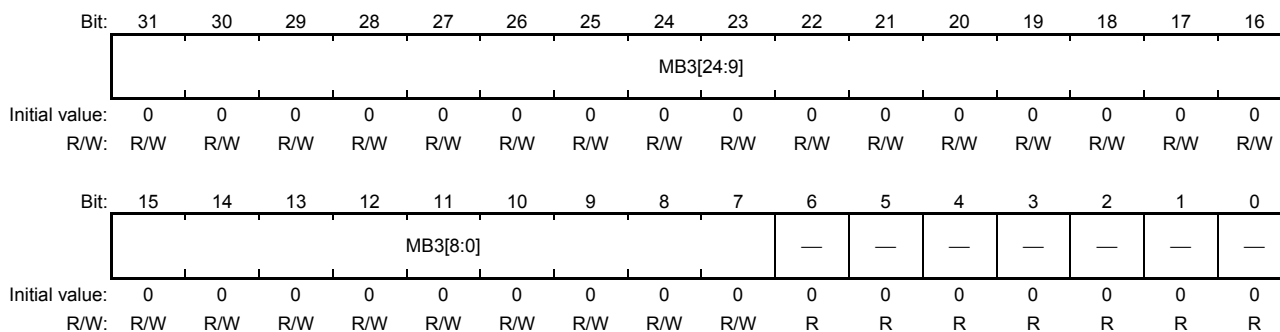 Bit: 31 30 29 28 27 26 25 24 23 22 21 20 19 18 17 16
MB3[24:9]
Initial value: 0 0 0 0 0 0 0 0 0 0 0 0 0 0 0 0
R/W: R/W R/W R/W R/W R/W R/W R/W R/W R/W R/W R/W R/W R/W R/W R/W R/W
Bit: 15 14 13 12 11 10 9 8 7 6 5 4 3 2 1 0
MB3[8:0] — — — — — — —
Initial value: 0 0 0 0 0 0 0 0 0 0 0 0 0 0 0 0
R/W: R/W R/W R/W R/W R/W R/W R/W R/W R/W R R R R R R R